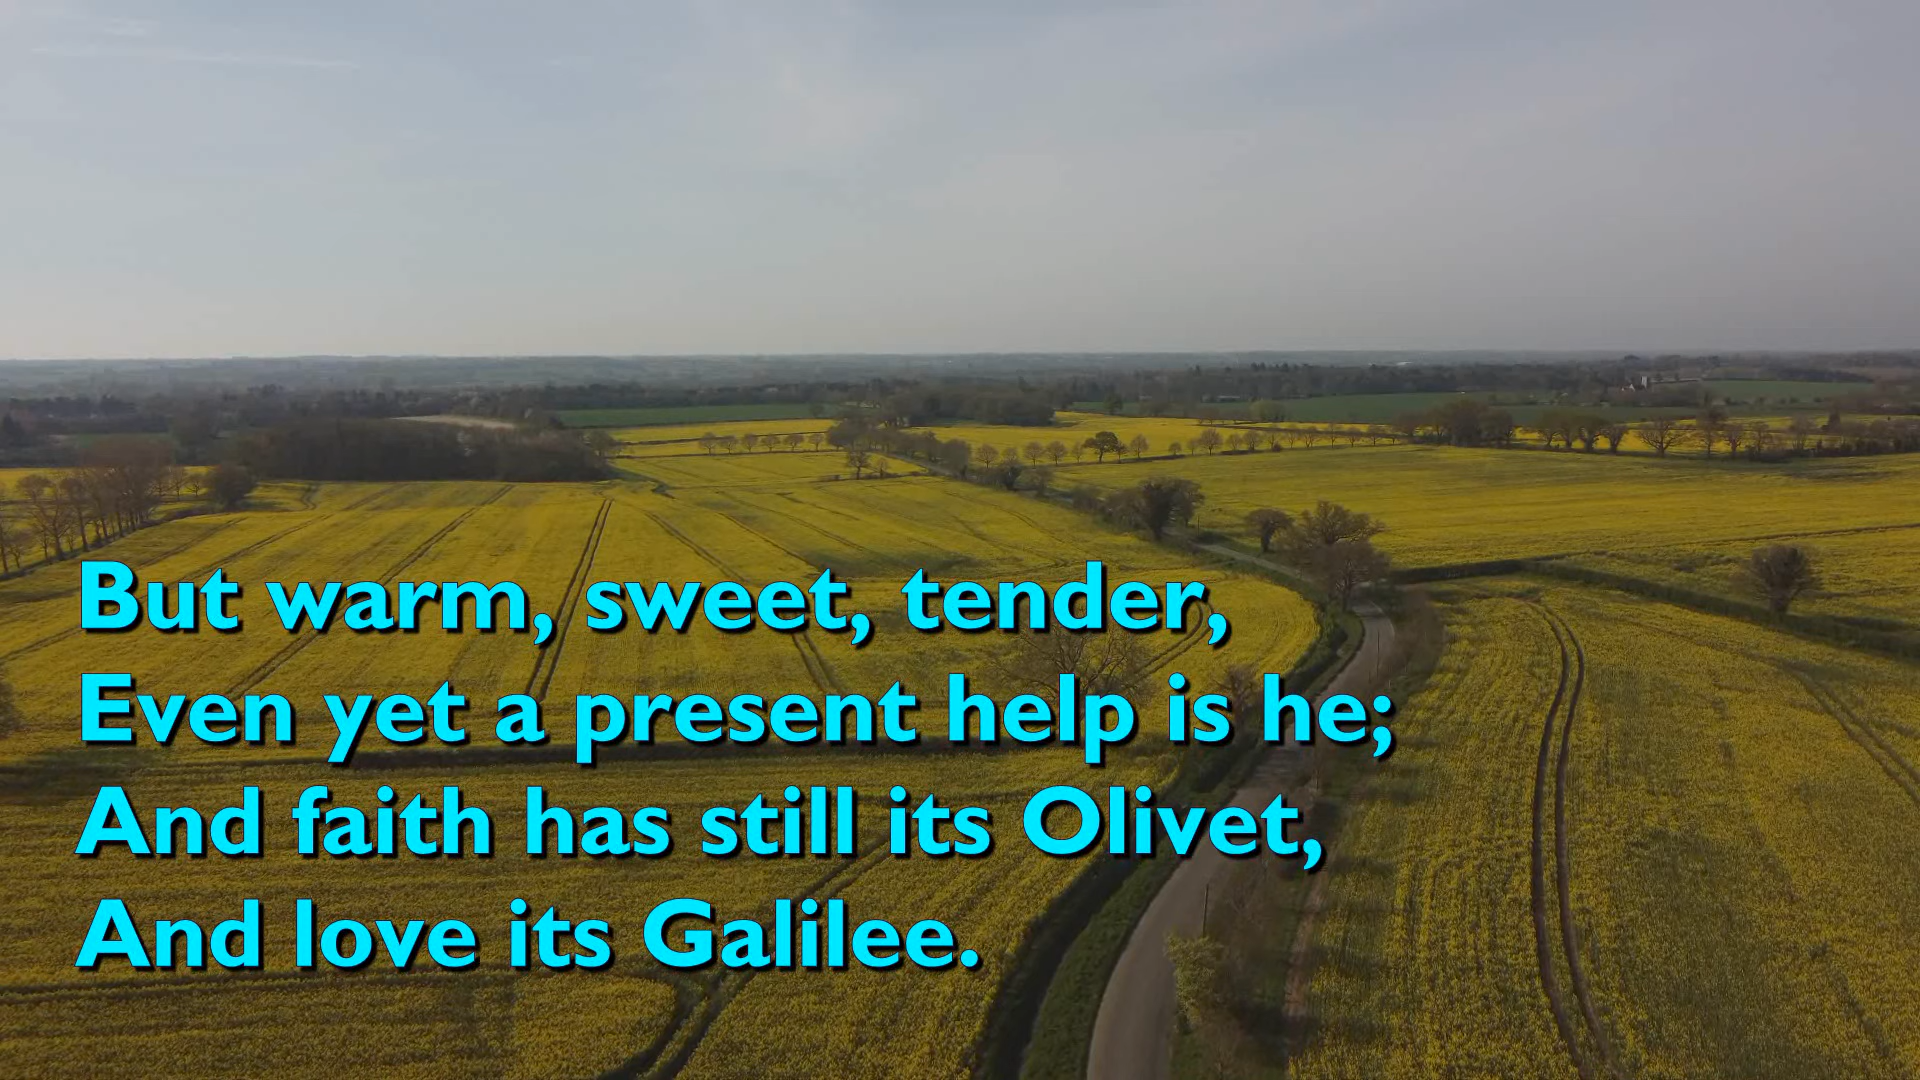 But warm, sweet, tender,
Even yet a present help is he;
And faith has still its Olivet,
And love its Galilee.